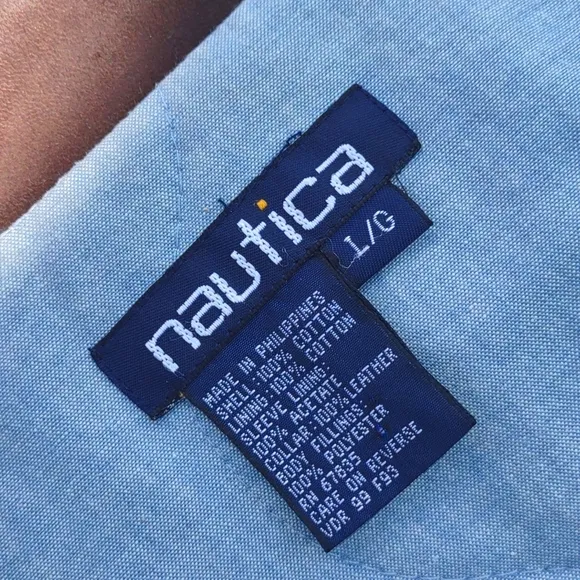 nautica
L/G
MADE IN PHILIPPINES
SHELL:100% COTTON
LINING:100% COTTON
SLEEVE LINING:
100% ACETATE
COLLAR:100%LEATHER
BODY FILLINGS:
100% POLYESTER
RN 67835
CARE ON REVERSE
VDR 99 F93